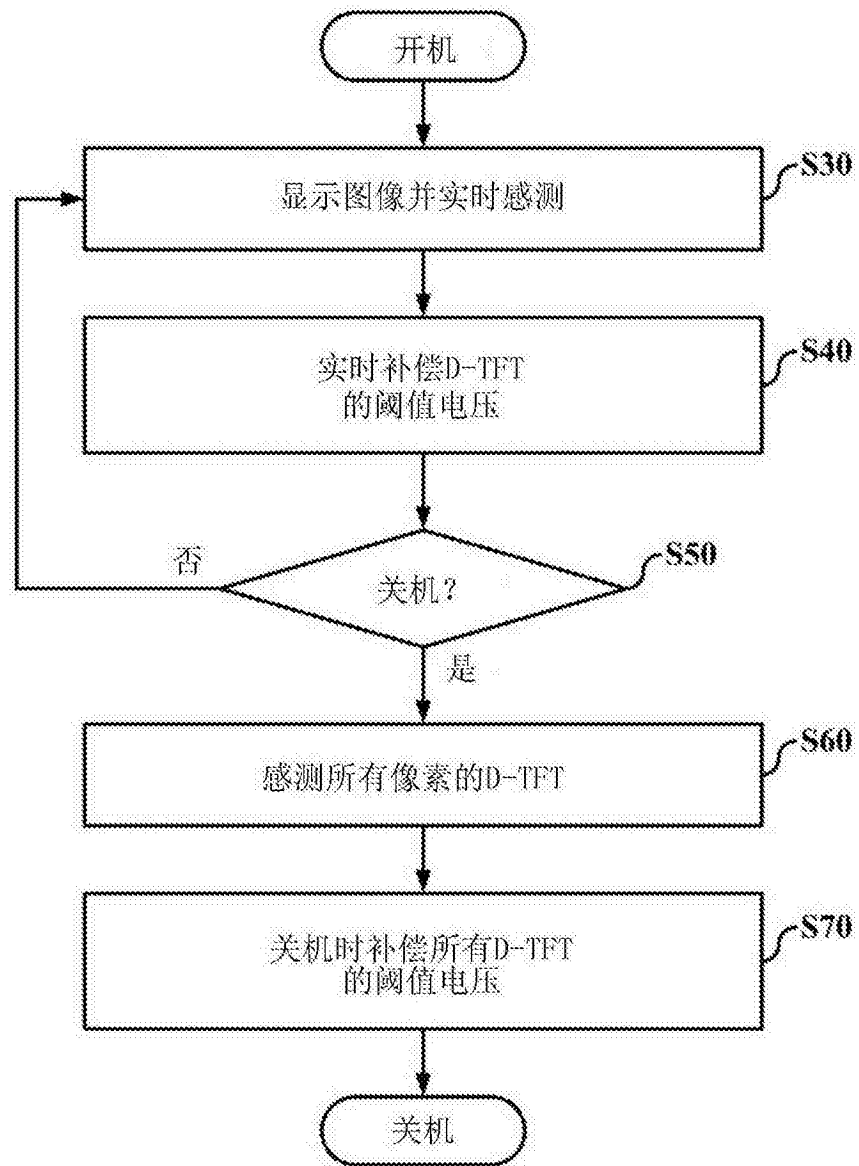 开机
显示图像并实时感测
S30
实时补偿D-TFT
的阈值电压
S40
关机?
S50
否
是
感测所有像素的D-TFT
S60
关机时补偿所有D-TFT
的阈值电压
S70
关机